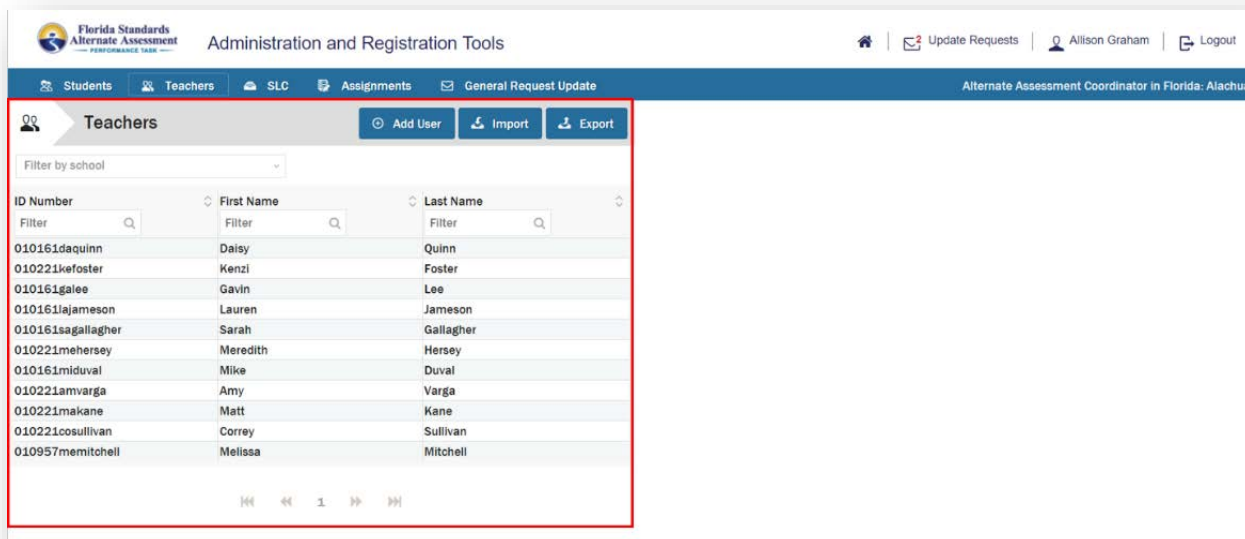 Florida Standards
Alternate Assessment
PERFORMANCE TASK
Administration and Registration Tools
2 Update Requests
Allison Graham
Logout
Students Teachers SLC Assignments General Request Update
Alternate Assessment Coordinator in Florida: Alachua
Teachers
Add User Import Export
Filter by school
ID Number First Name Last Name
Filter Filter Filter
010161daquinn Daisy Quinn
010221kefoster Kenzi Foster
010161galee Gavin Lee
010161lajameson Lauren Jameson
010161sagallagher Sarah Gallagher
010221mehersey Meredith Hersey
010161miduval Mike Duval
010221amvarga Amy Varga
010221makane Matt Kane
010221cosullivan Correy Sullivan
010957memitchell Melissa Mitchell
1